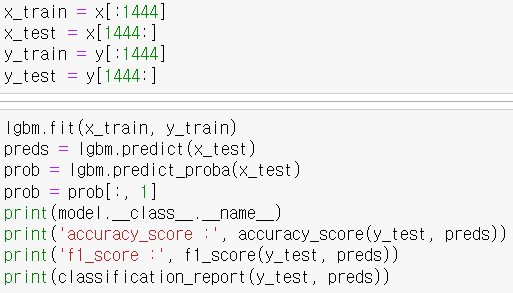 x_train = x[:1444]
x_test = x[1444:]
y_train = y[:1444]
y_test = y[1444:]
lgbm.fit(x_train, y_train)
preds = lgbm.predict(x_test)
prob = lgbm.predict_proba(x_test)
prob = prob[:, 1]
print(model.__class__.__name__)
print('accuracy_score :', accuracy_score(y_test, preds))
print('f1_score :', f1_score(y_test, preds))
print(classification_report(y_test, preds))